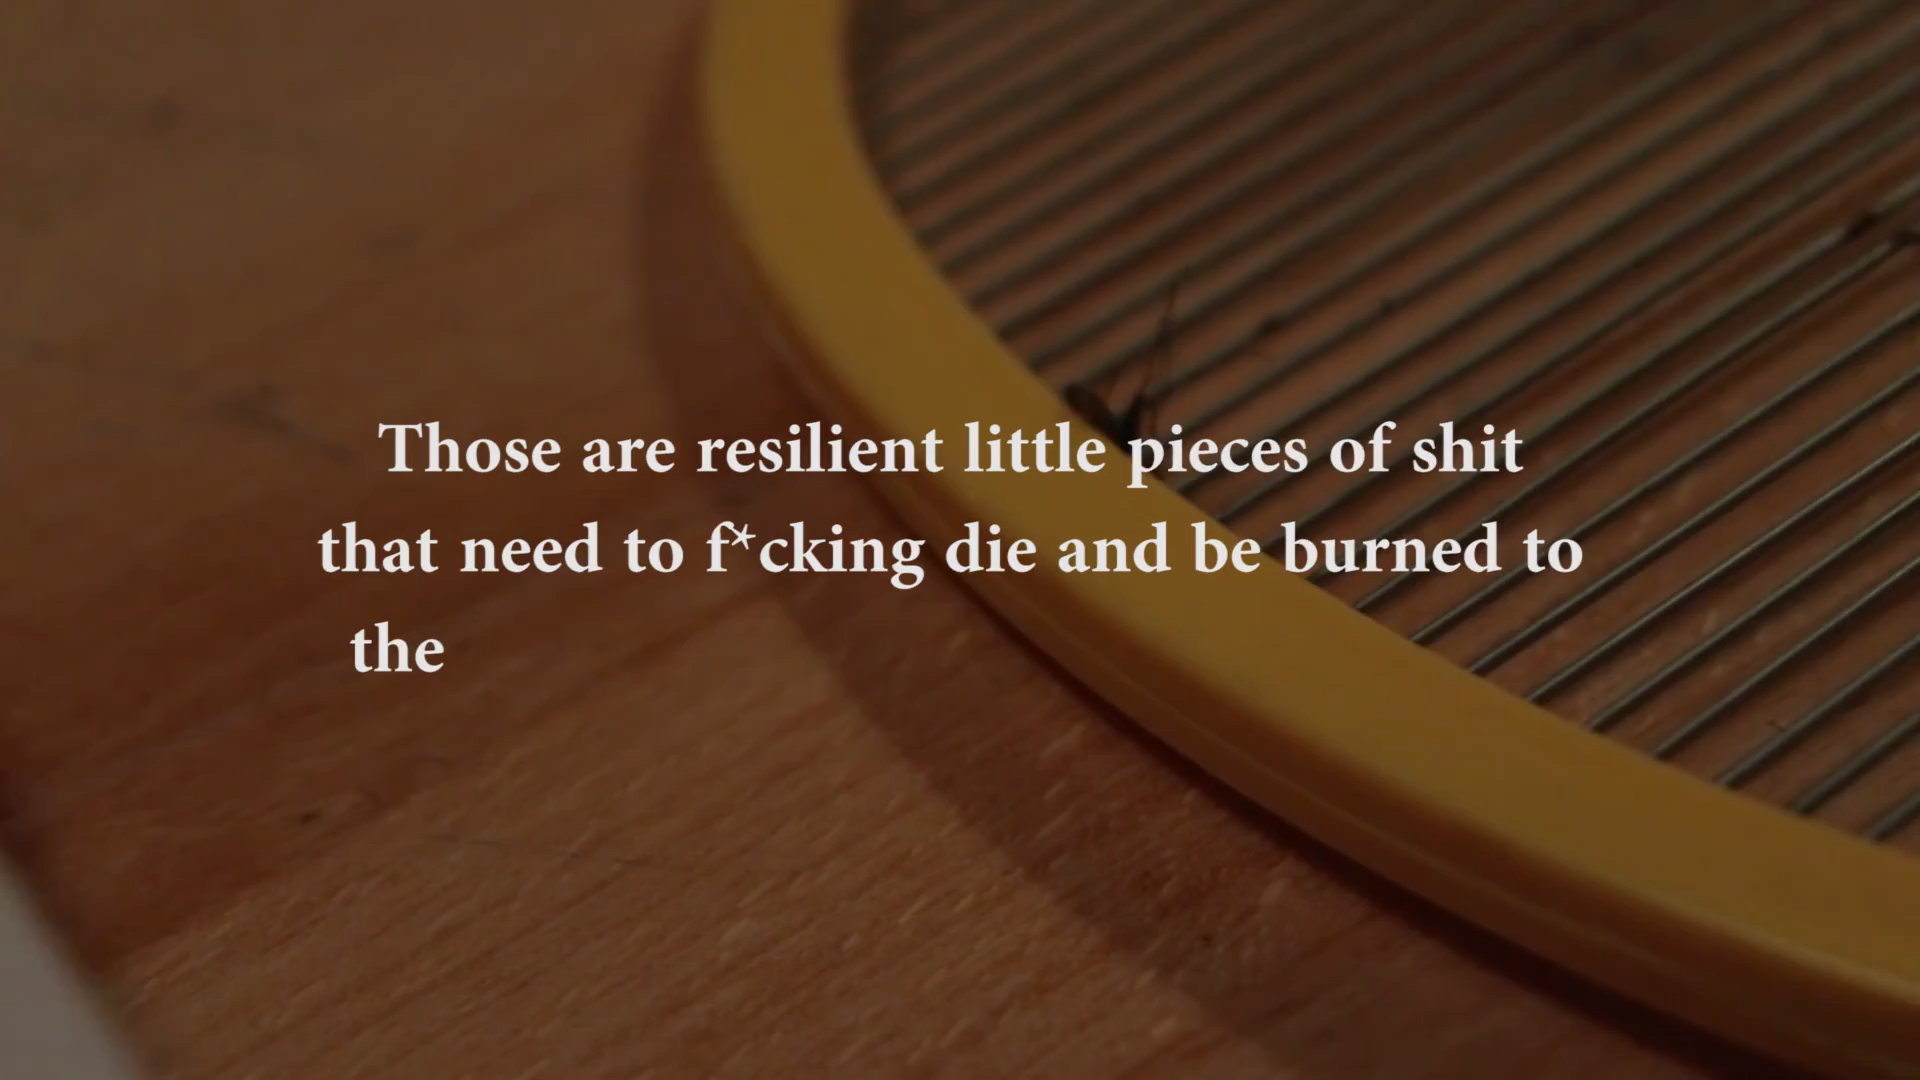 Those are resilient little pieces of shit
that need to f*cking die and be burned to
the